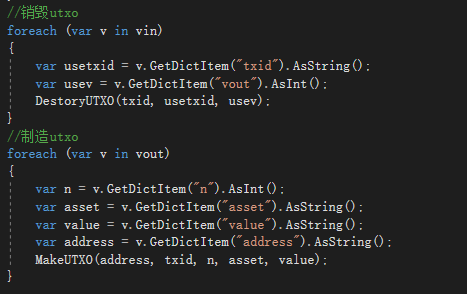 //销毁utxo
foreach (var v in vin)
{
    var usetxid = v.GetDictItem("txid").AsString();
    var usev = v.GetDictItem("vout").AsInt();
    DestoryUTXO(txid, usetxid, usev);
}
//制造utxo
foreach (var v in vout)
{
    var n = v.GetDictItem("n").AsInt();
    var asset = v.GetDictItem("asset").AsString();
    var value = v.GetDictItem("value").AsString();
    var address = v.GetDictItem("address").AsString();
    MakeUTXO(address, txid, n, asset, value);
}